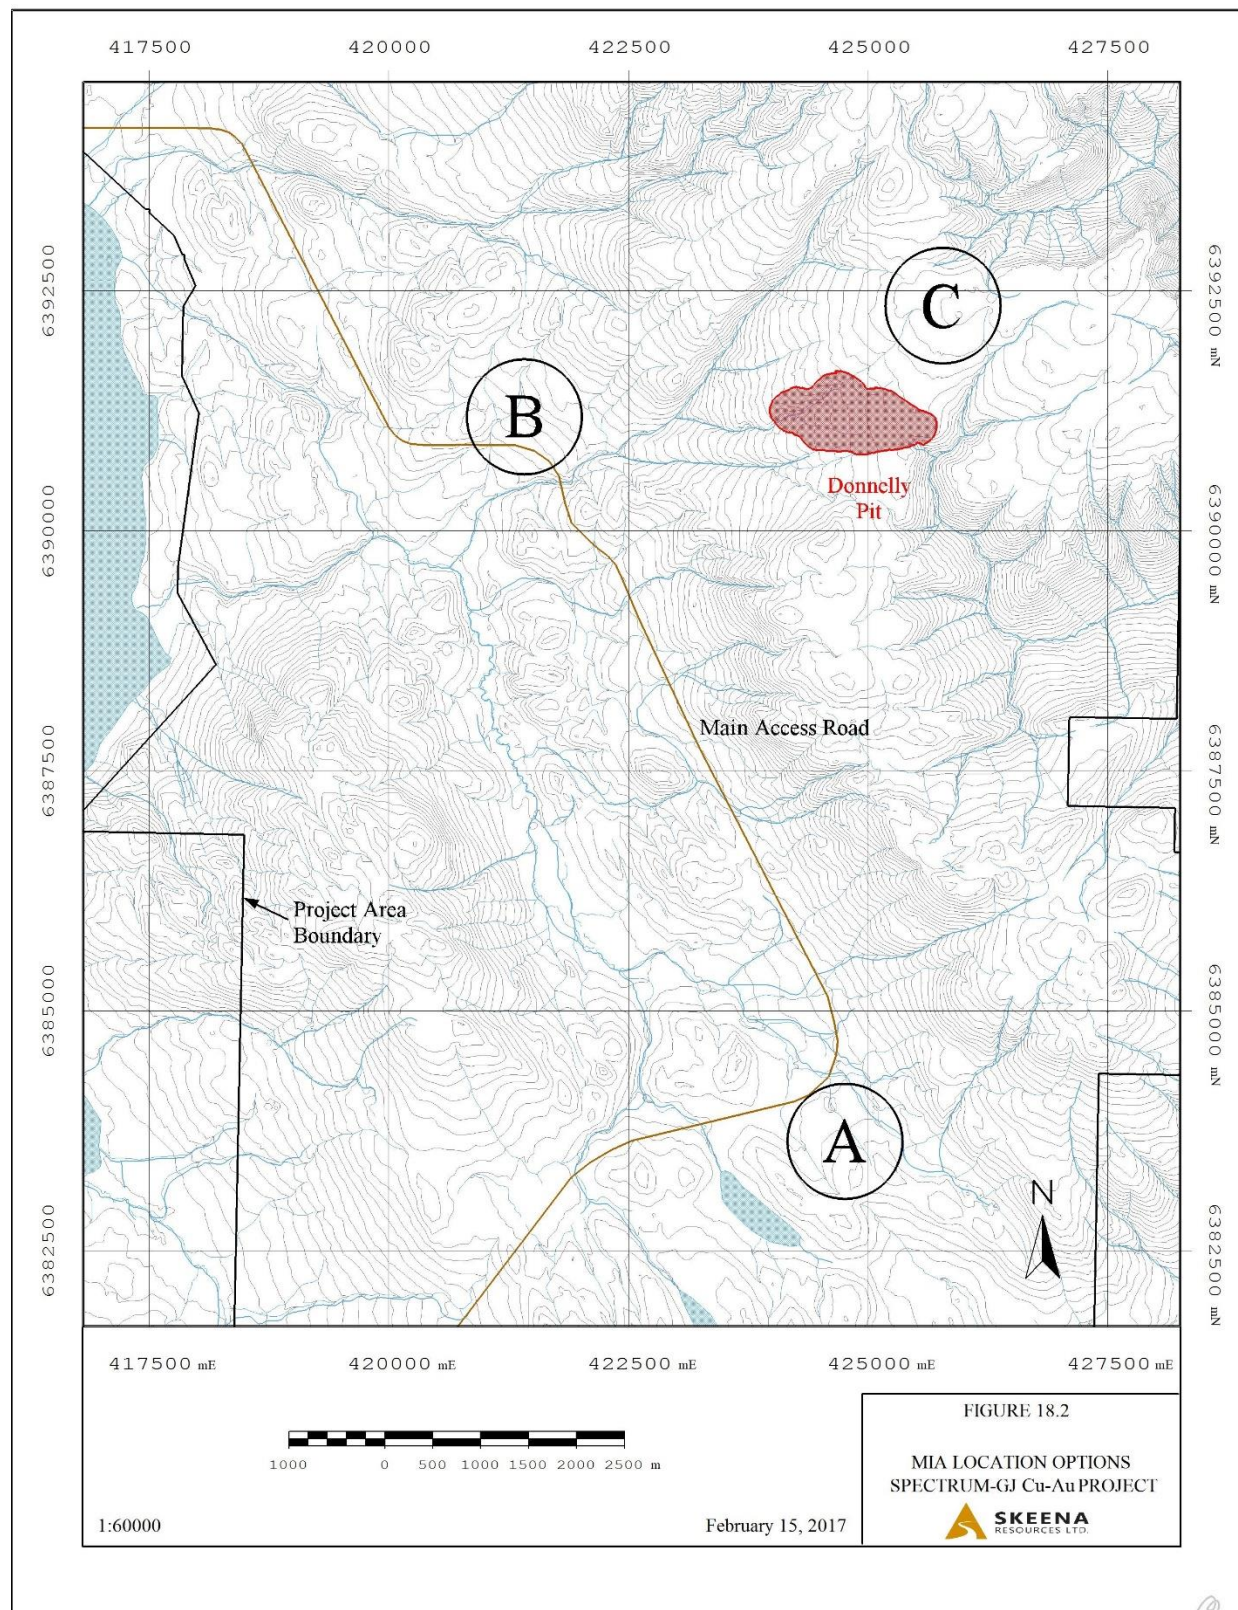 417500 420000 422500 425000 427500
6392500
6392500 mN
C
B
Donnelly
Pit
6390000
6390000 mN
Main Access Road
6387500
6387500 mN
Project Area
Boundary
6385000
6385000 mN
A
N
6382500
6382500 mN
417500 mE 420000 mE 422500 mE 425000 mE 427500 mE
FIGURE 18.2
MIA LOCATION OPTIONS
SPECTRUM-GJ Cu-Au PROJECT
SKEENA
RESOURCES LTD.
1000 0 500 1000 1500 2000 2500 m
1:60000
February 15, 2017